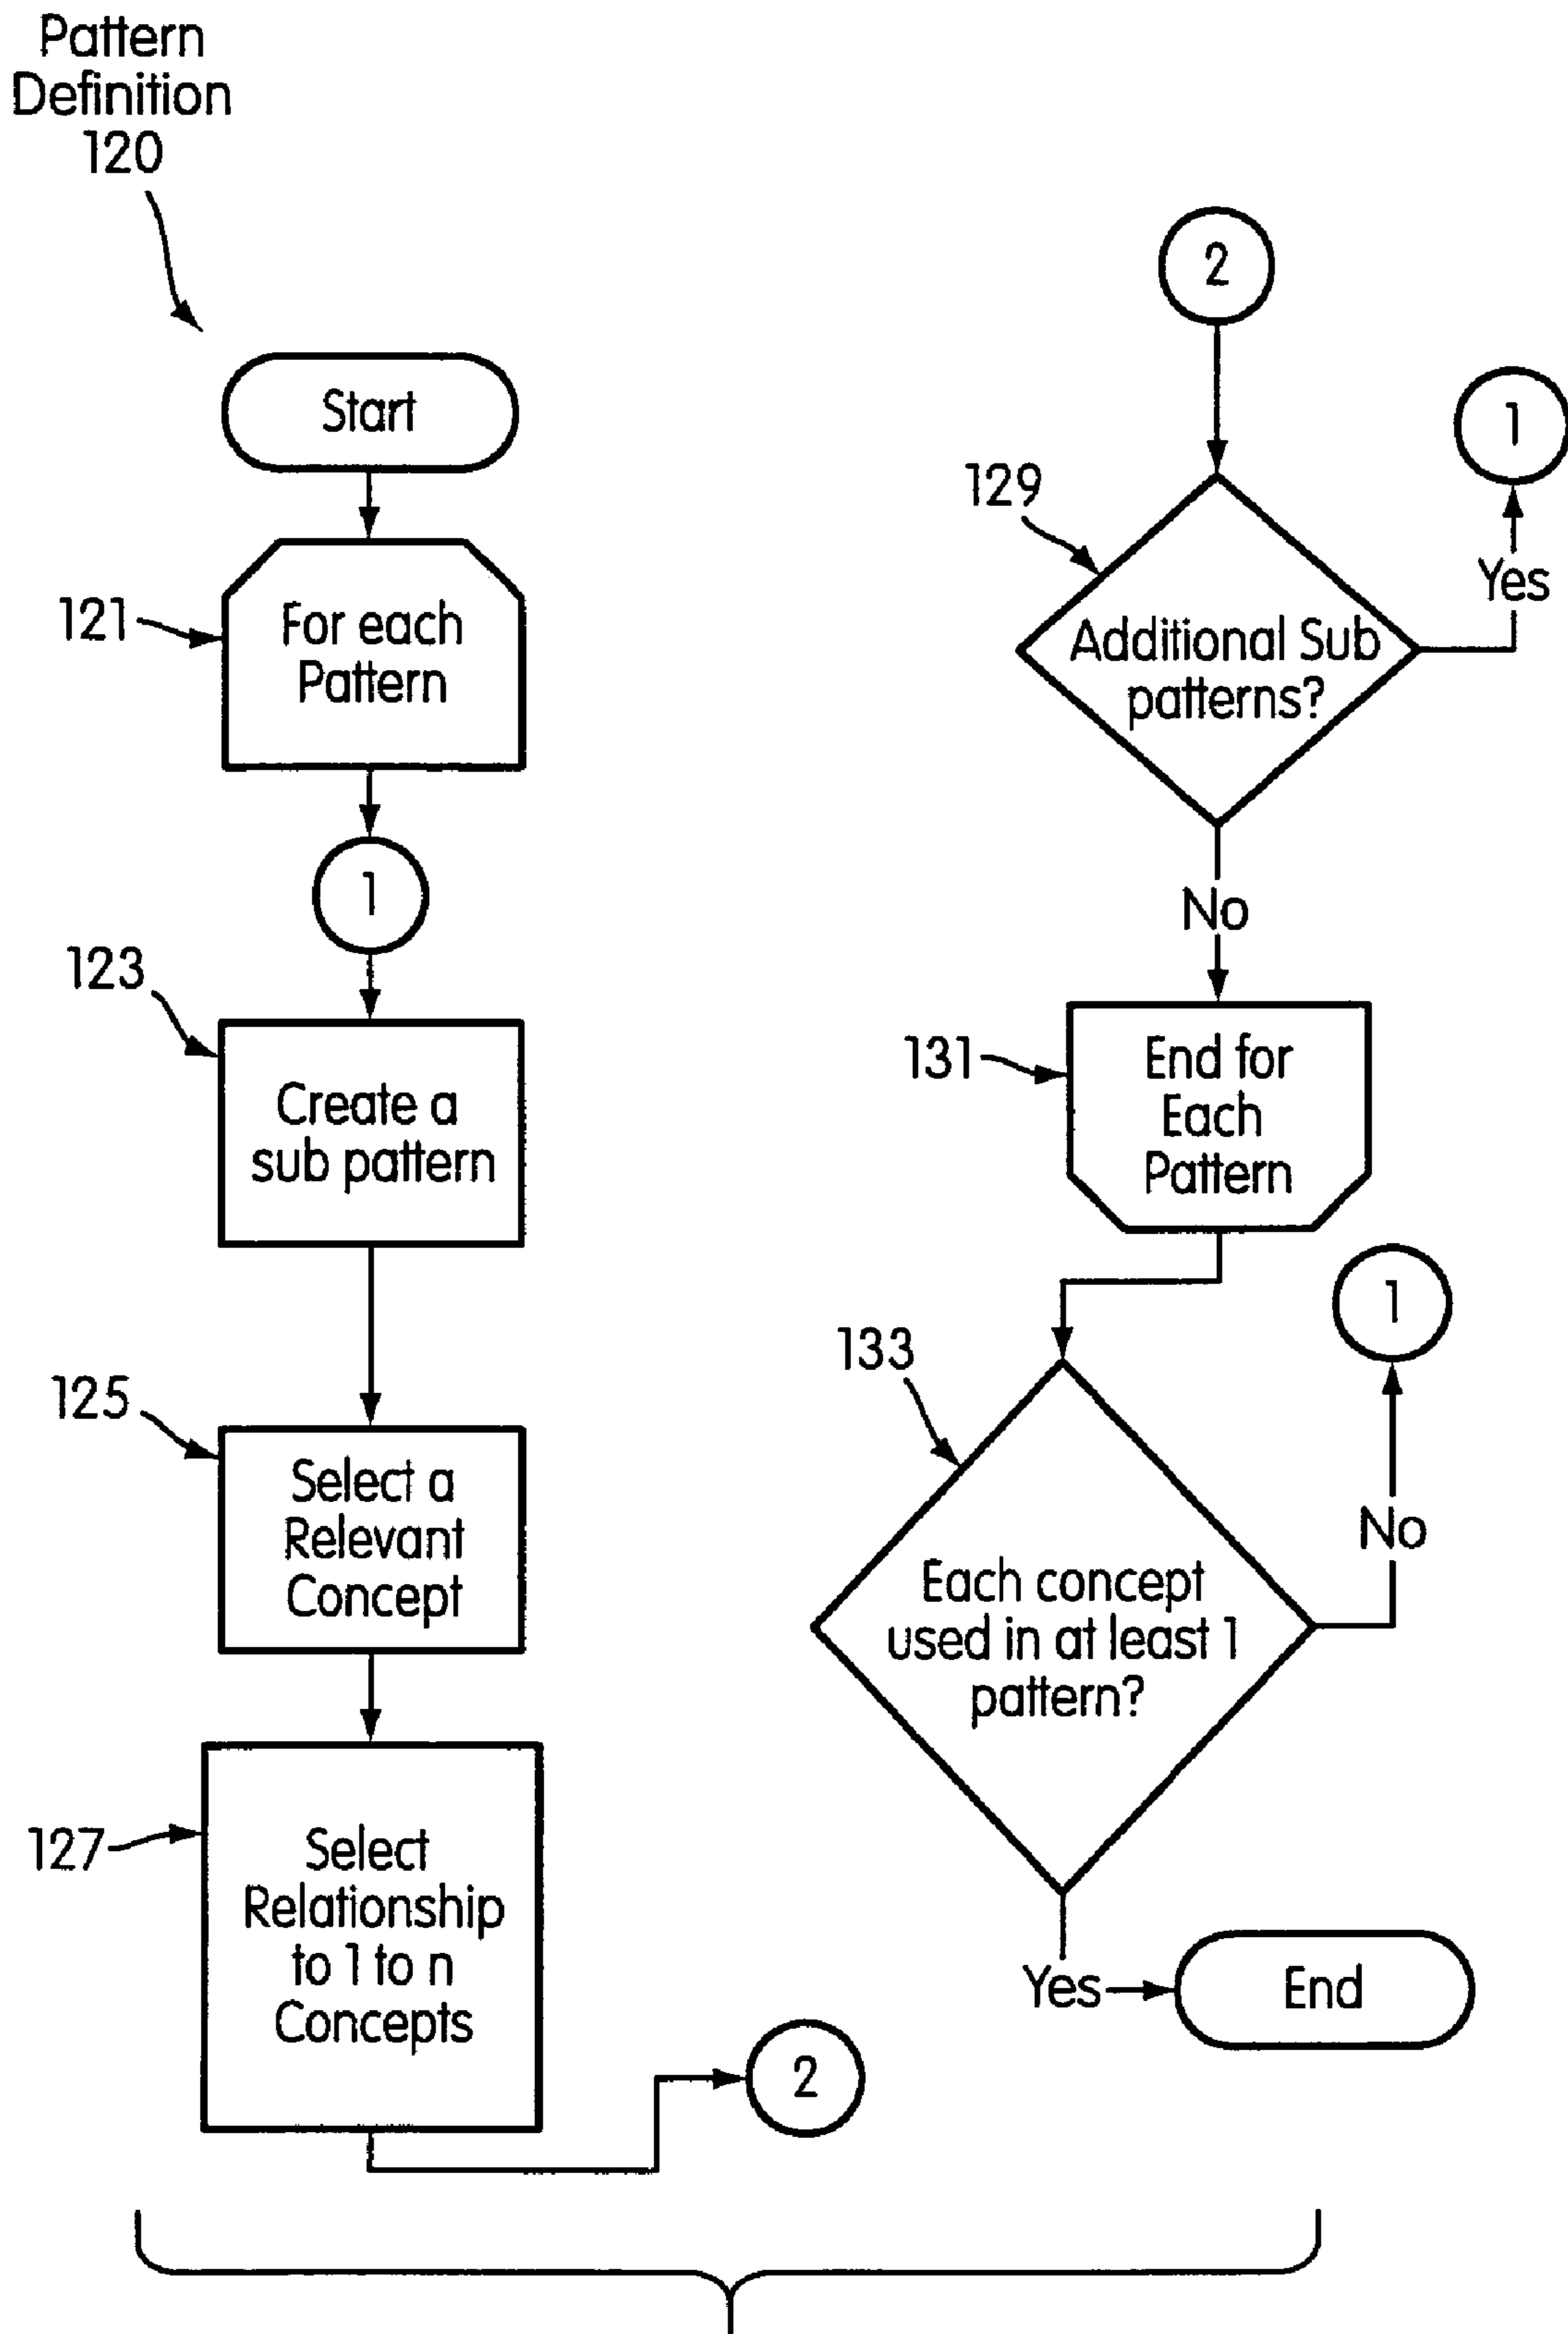 Pattern
Definition
120
Start
121
For each
Pattern
1
123
Create a
sub pattern
125
Select a
Relevant
Concept
127
Select
Relationship
to 1 to n
Concepts
2
2
129
Additional Sub
patterns?
Yes
1
No
131
End for
Each
Pattern
133
Each concept
used in at least 1
pattern?
No
1
Yes
End